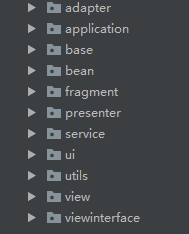 adapter
application
base
bean
fragment
presenter
service
ui
utils
view
viewinterface